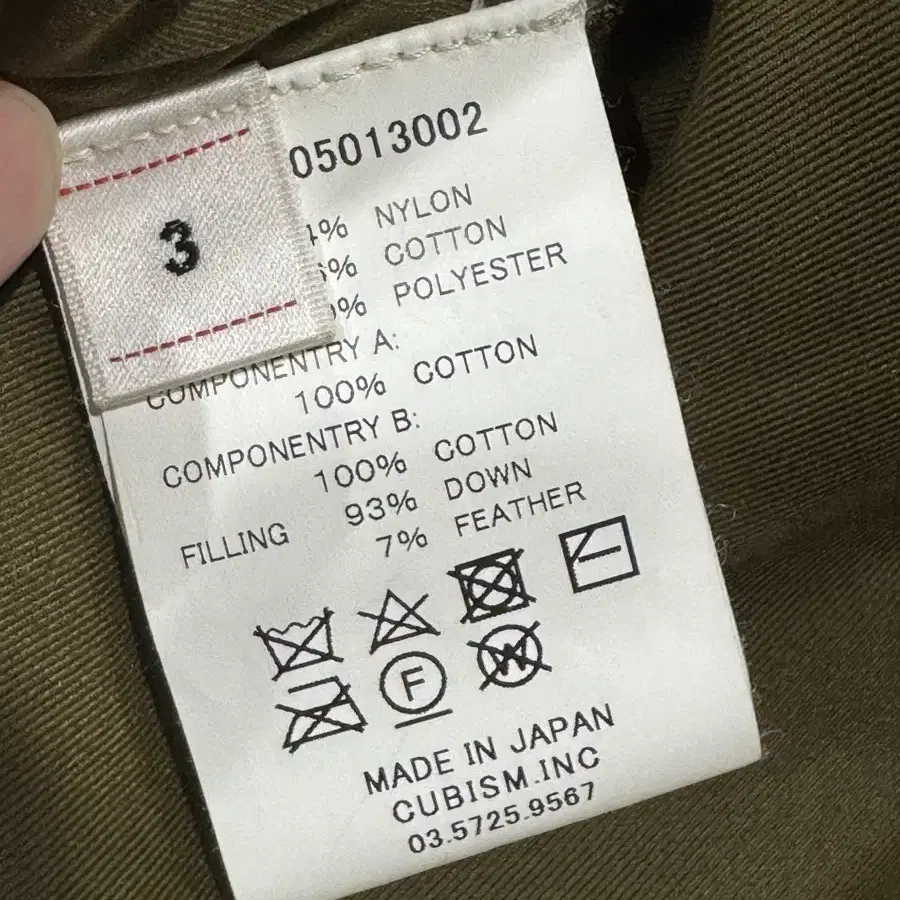 3
05013002
% NYLON
% COTTON
% POLYESTER
COMPONENTRY A:
100% COTTON
COMPONENTRY B:
100% COTTON
FILLING 93% DOWN
7% FEATHER
F
W
MADE IN JAPAN
CUBISM.INC
03.5725.9567